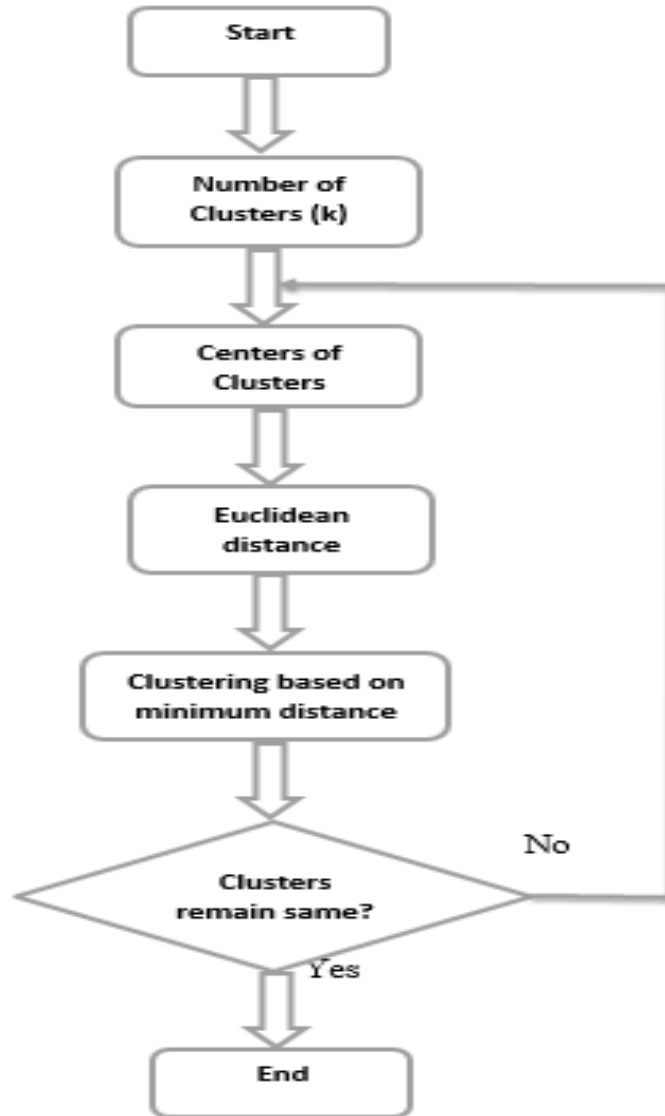 Start
Number of
Clusters (k)
Centers of
Clusters
Euclidean
distance
Clustering based on
minimum distance
No
Clusters
remain same?
Yes
End